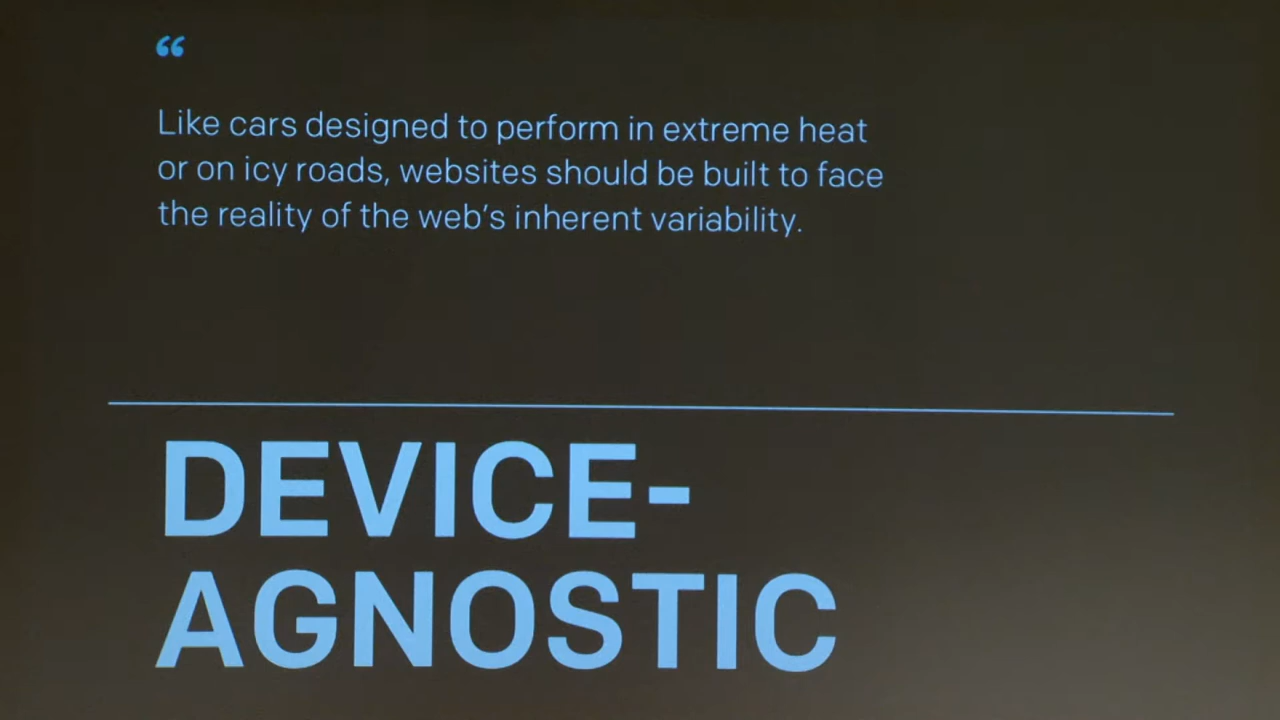 “
Like cars designed to perform in extreme heat
or on icy roads, websites should be built to face
the reality of the web’s inherent variability.
DEVICE-
AGNOSTIC